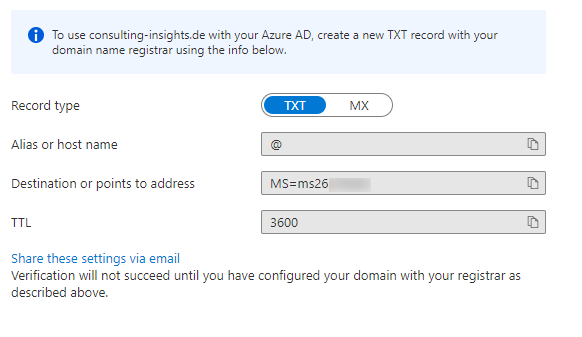 To use consulting-insights.de with your Azure AD, create a new TXT record with your
domain name registrar using the info below.
Record type TXT MX
Alias or host name @
Destination or points to address MS=ms26
TTL 3600
Share these settings via email
Verification will not succeed until you have configured your domain with your registrar as
described above.